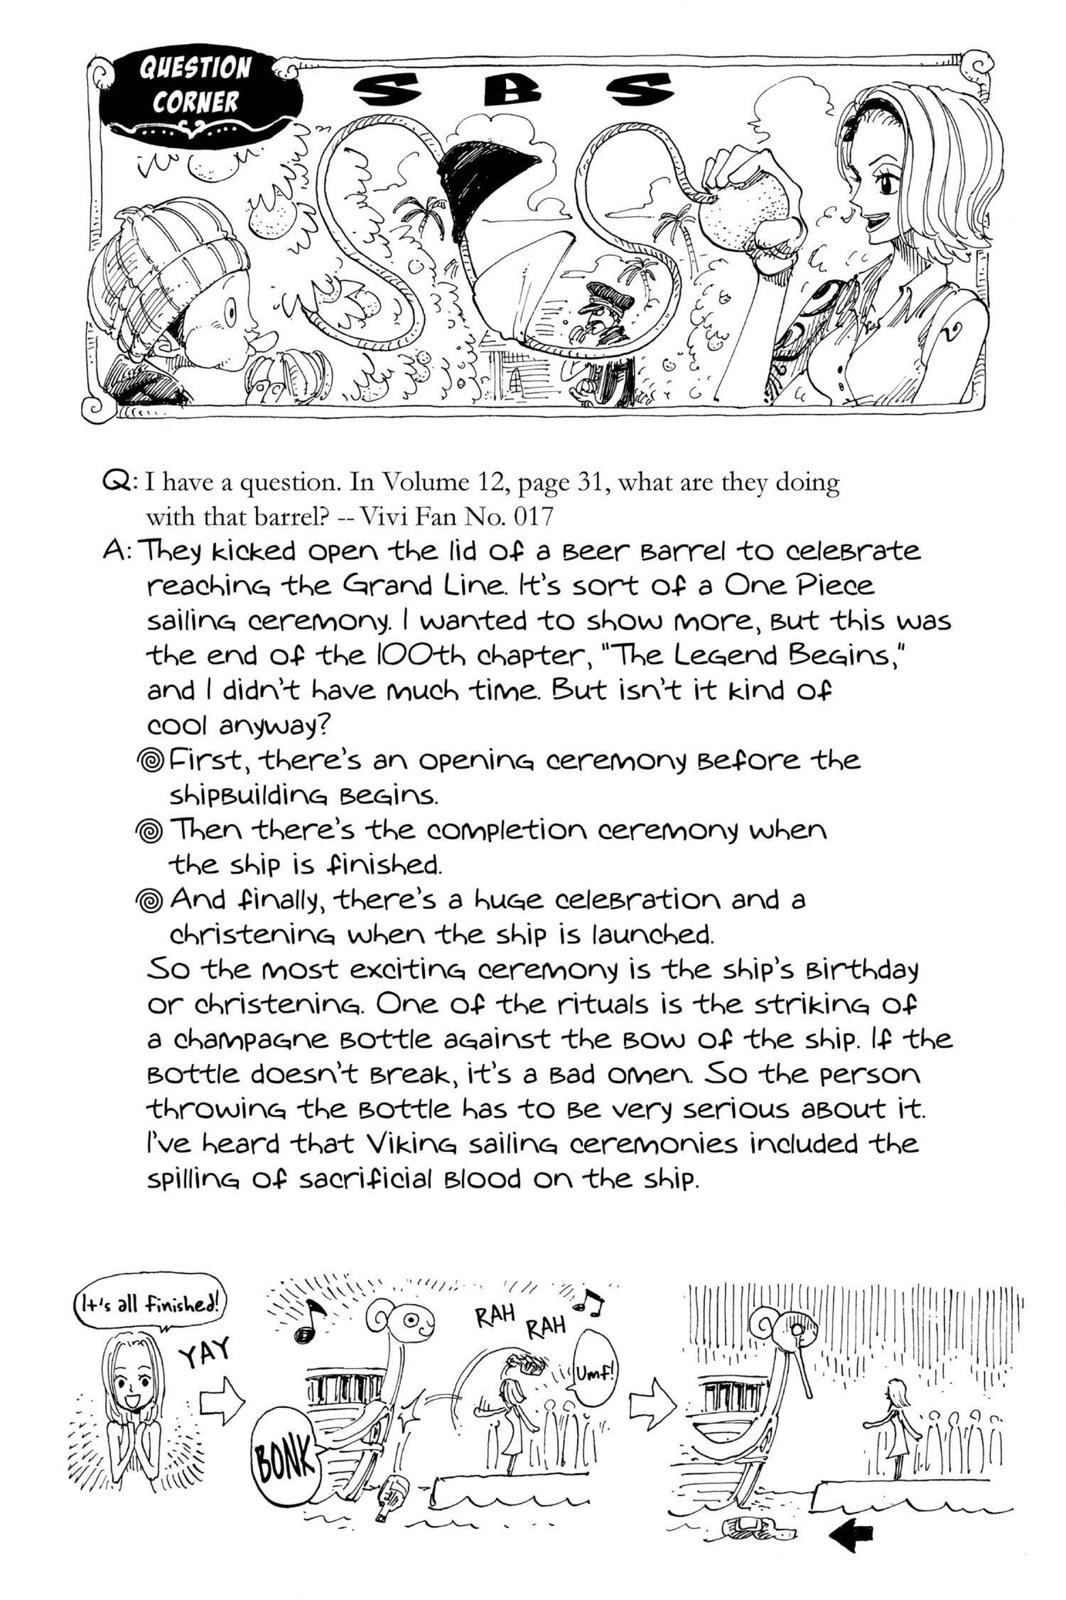 QUESTION
CORNER
S B S
Q: I have a question. In Volume 12, page 31, what are they doing
with that barrel? -- Vivi Fan No. 017
A: They kicked open the lid of a beer barrel to celebrate
reaching the Grand Line. It's sort of a One Piece
sailing ceremony. I wanted to show more, but this was
the end of the 100th chapter, "The Legend Begins,"
and I didn't have much time. But isn't it kind of
cool anyway?
First, there's an opening ceremony before the
shipbuilding begins.
Then there's the completion ceremony when
the ship is finished.
And finally, there's a huge celebration and a
christening when the ship is launched.
So the most exciting ceremony is the ship's birthday
or christening. One of the rituals is the striking of
a champagne bottle against the bow of the ship. If the
bottle doesn't break, it's a bad omen. So the person
throwing the bottle has to be very serious about it.
I've heard that Viking sailing ceremonies included the
spilling of sacrificial blood on the ship.
It's all finished!
YAY
RAH
RAH
Umf!
BONK